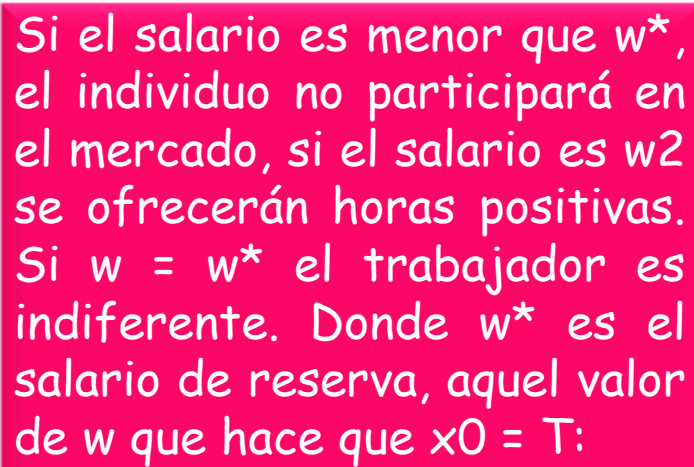 Si el salario es menor que w*,
el individuo no participará en
el mercado, si el salario es w2
se ofrecerán horas positivas.
Si w = w* el trabajador es
indiferente. Donde w* es el
salario de reserva, aquel valor
de w que hace que x0 = T: